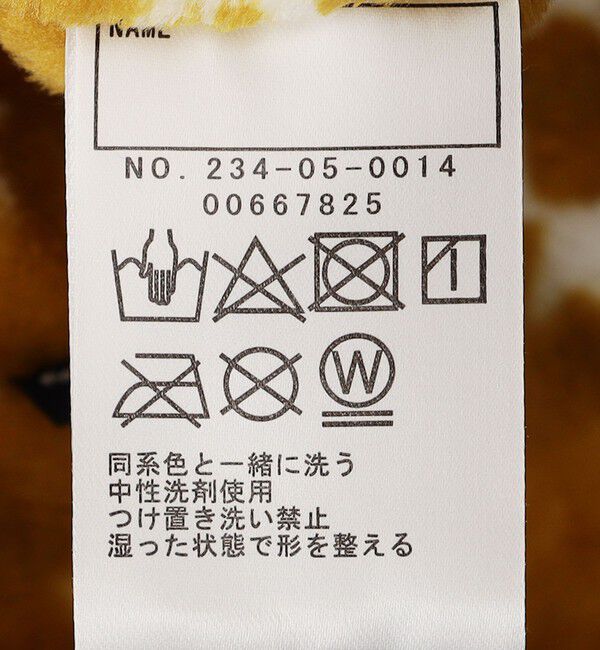 NAME
NO. 234-05-0014
00667825
W
同系色と一緒に洗う
中性洗剤使用
つけ置き洗い禁止
湿った状態で形を整える